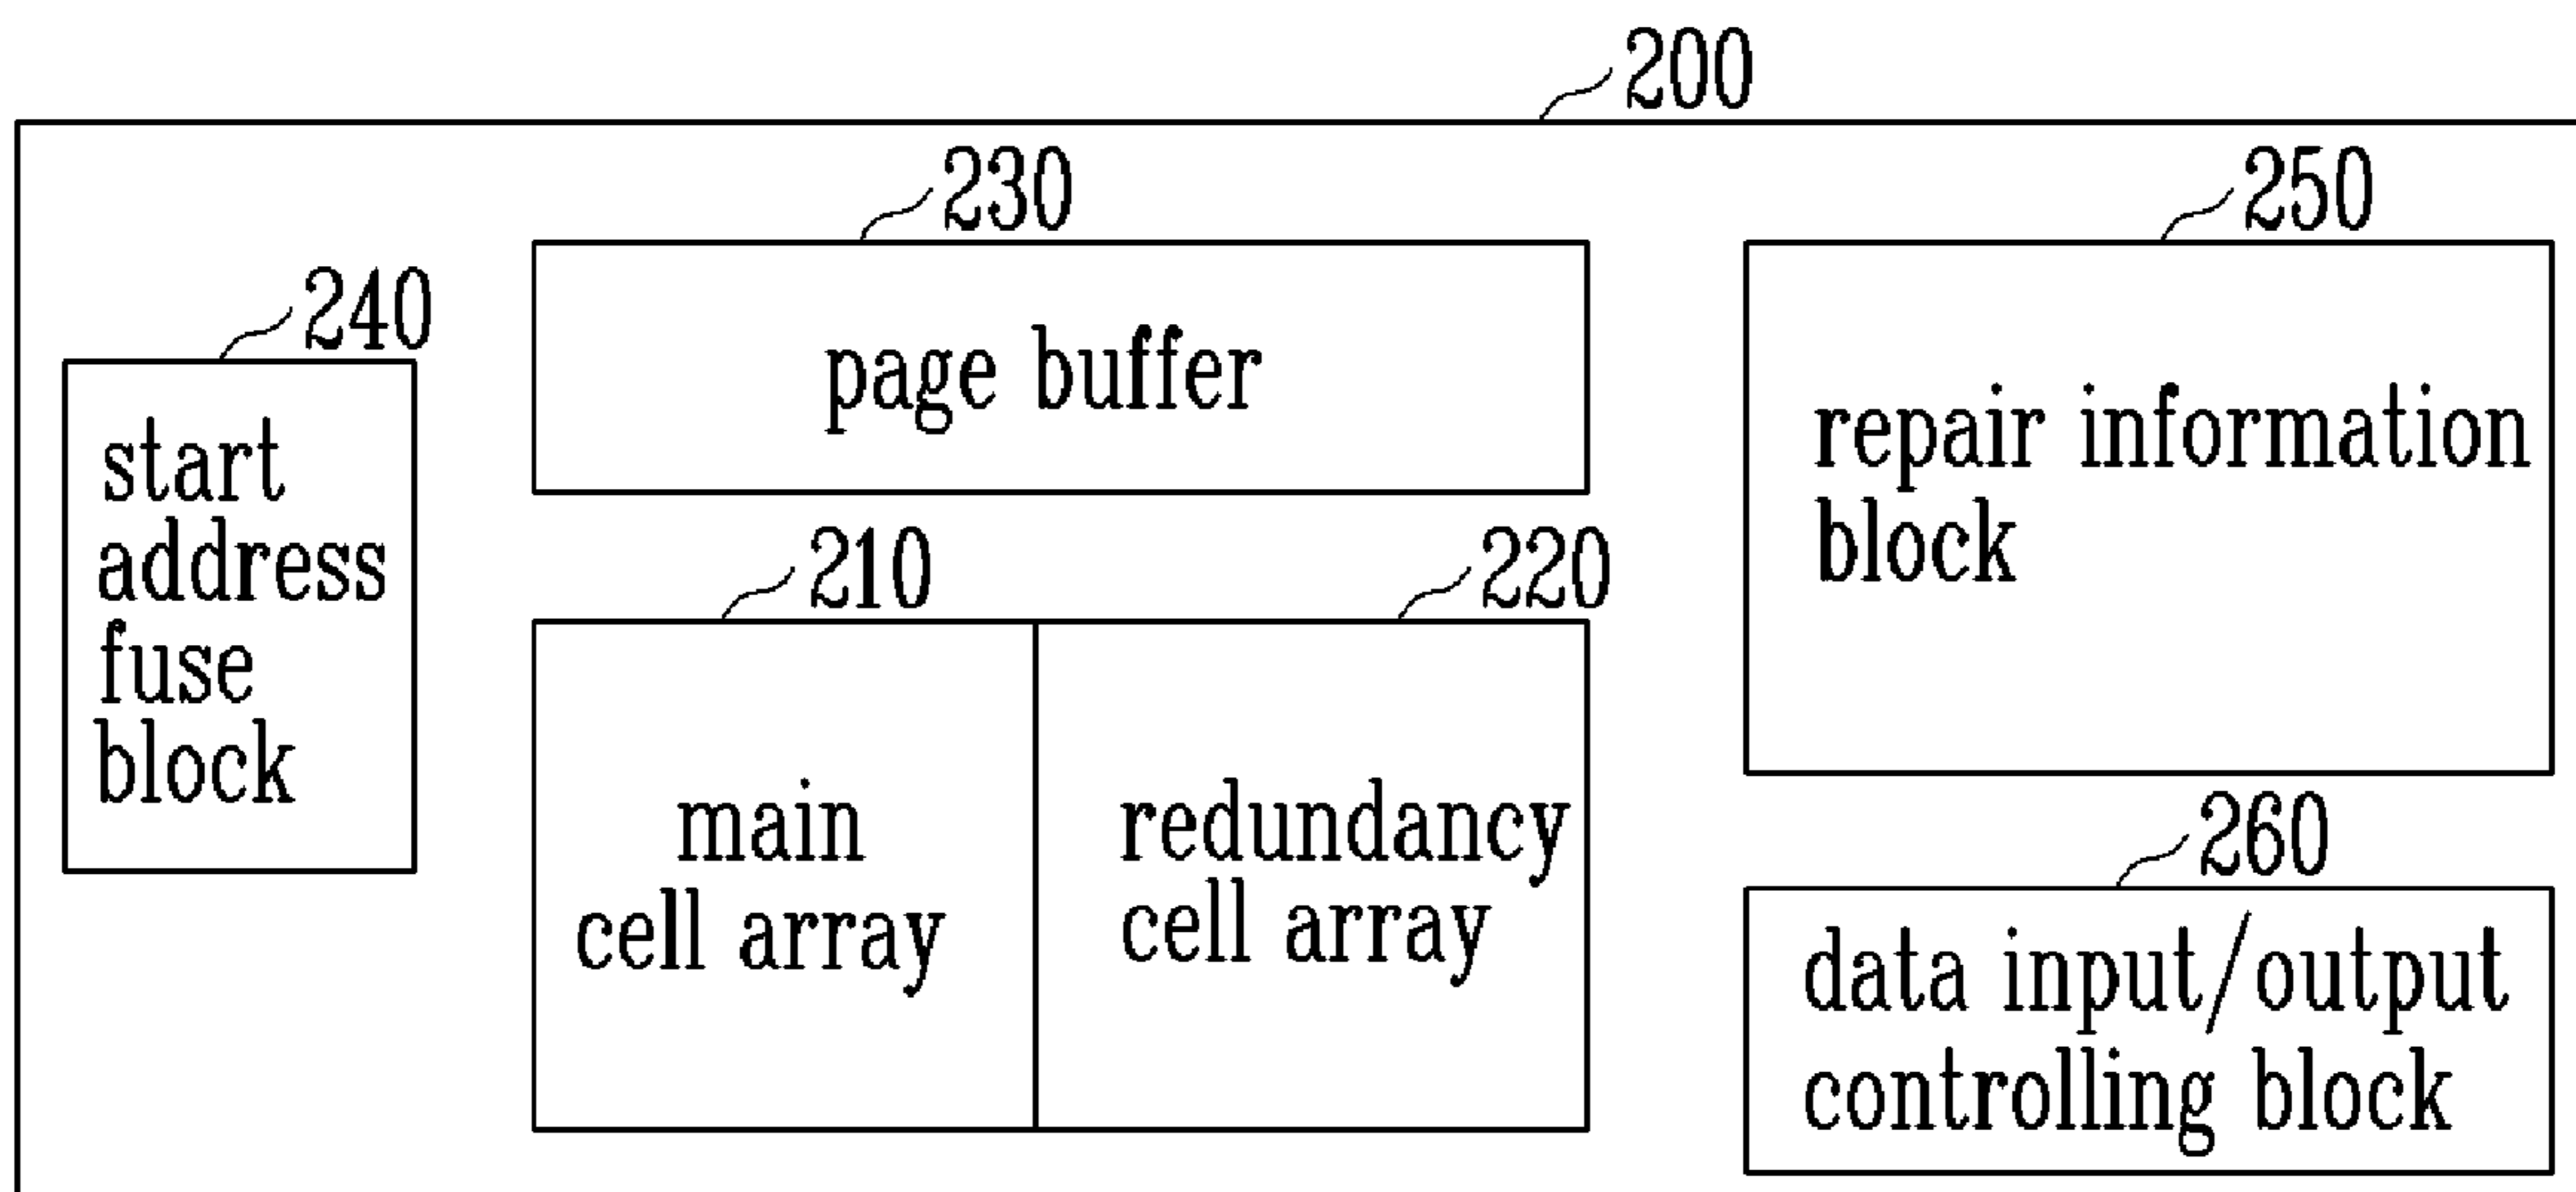 200
230
250
240
page buffer
start
address
fuse
block
repair information
block
210
220
main
cell array
redundancy
cell array
260
data input/output
controlling block